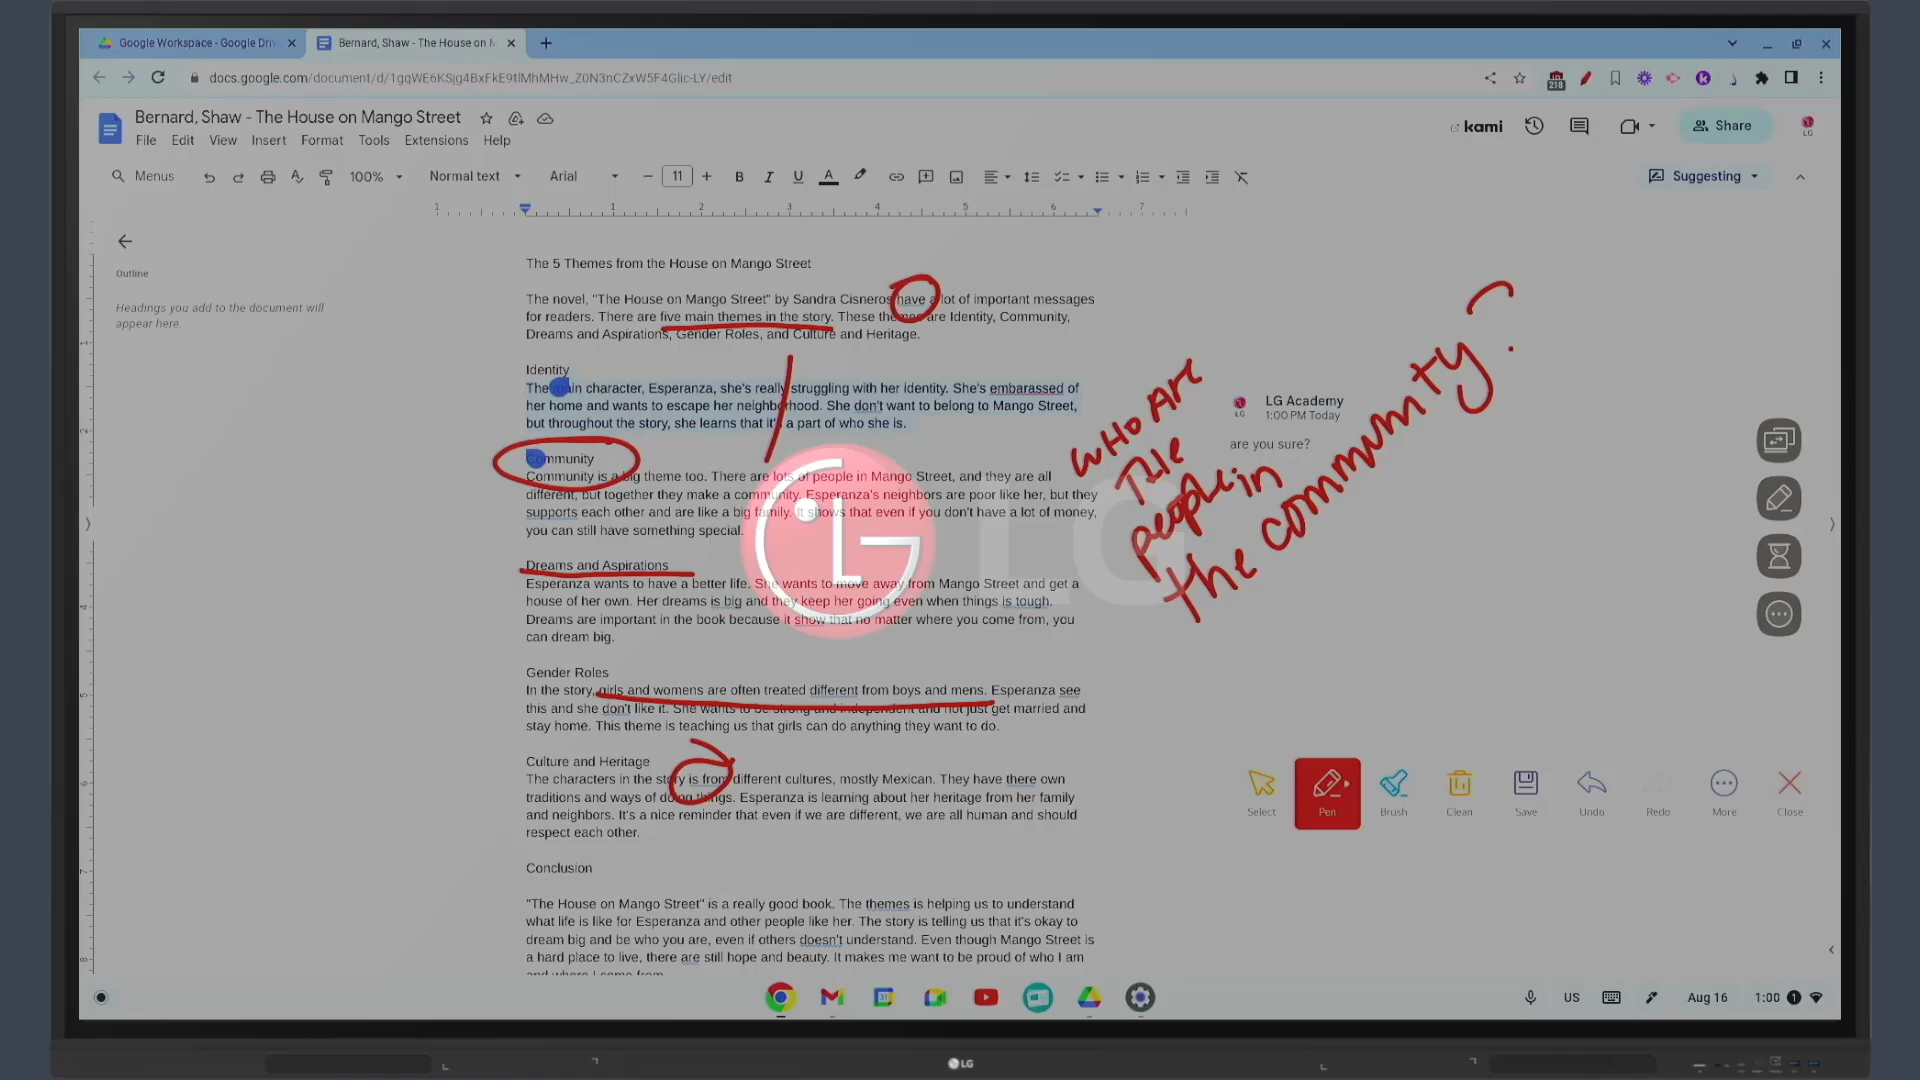 Google Workspace - Google Driv
Bernard, Shaw - The House on M
docs.google.com/document/d/1gqWE6KSjg4BxFkE9tlMhMHw_Z0N3nCZxW5F4Glic-LY/edit
218
Bernard, Shaw - The House on Mango Street
File Edit View Insert Format Tools Extensions Help
kami
Share
LG
Menus
100%
Normal text
Arial
11
Suggesting
1 1 2 3 4 5 6 7
Outline
Headings you add to the document will
appear here.
The 5 Themes from the House on Mango Street
The novel, "The House on Mango Street" by Sandra Cisneros have a lot of important messages
for readers. There are five main themes in the story. These themes are Identity, Community,
Dreams and Aspirations, Gender Roles, and Culture and Heritage.
Identity
The main character, Esperanza, she's really struggling with her identity. She's embarassed of
her home and wants to escape her neighborhood. She don't want to belong to Mango Street,
but throughout the story, she learns that it's a part of who she is.
Community
Community is a big theme too. There are lots of people in Mango Street, and they are all
different, but together they make a community. Esperanza's neighbors are poor like her, but they
supports each other and are like a big family. It shows that even if you don't have a lot of money,
you can still have something special.
Dreams and Aspirations
Esperanza wants to have a better life. She wants to move away from Mango Street and get a
house of her own. Her dreams is big and they keep her going even when things is tough.
Dreams are important in the book because it show that no matter where you come from, you
can dream big.
Gender Roles
In the story, girls and womens are often treated different from boys and mens. Esperanza see
this and she don't like it. She wants to be strong and independent and not just get married and
stay home. This theme is teaching us that girls can do anything they want to do.
Culture and Heritage
The characters in the story is from different cultures, mostly Mexican. They have there own
traditions and ways of doing things. Esperanza is learning about her heritage from her family
and neighbors. It's a nice reminder that even if we are different, we are all human and should
respect each other.
Conclusion
"The House on Mango Street" is a really good book. The themes is helping us to understand
what life is like for Esperanza and other people like her. The story is telling us that it's okay to
dream big and be who you are, even if others doesn't understand. Even though Mango Street is
a hard place to live, there are still hope and beauty. It makes me want to be proud of who I am
and where I come from.
WHO ARE
THE
people in
the community?
LG Academy
1:00 PM Today
are you sure?
LG
Select Pen Brush Clean Save Undo Redo More Close
US
Aug 16
1:00
1
LG